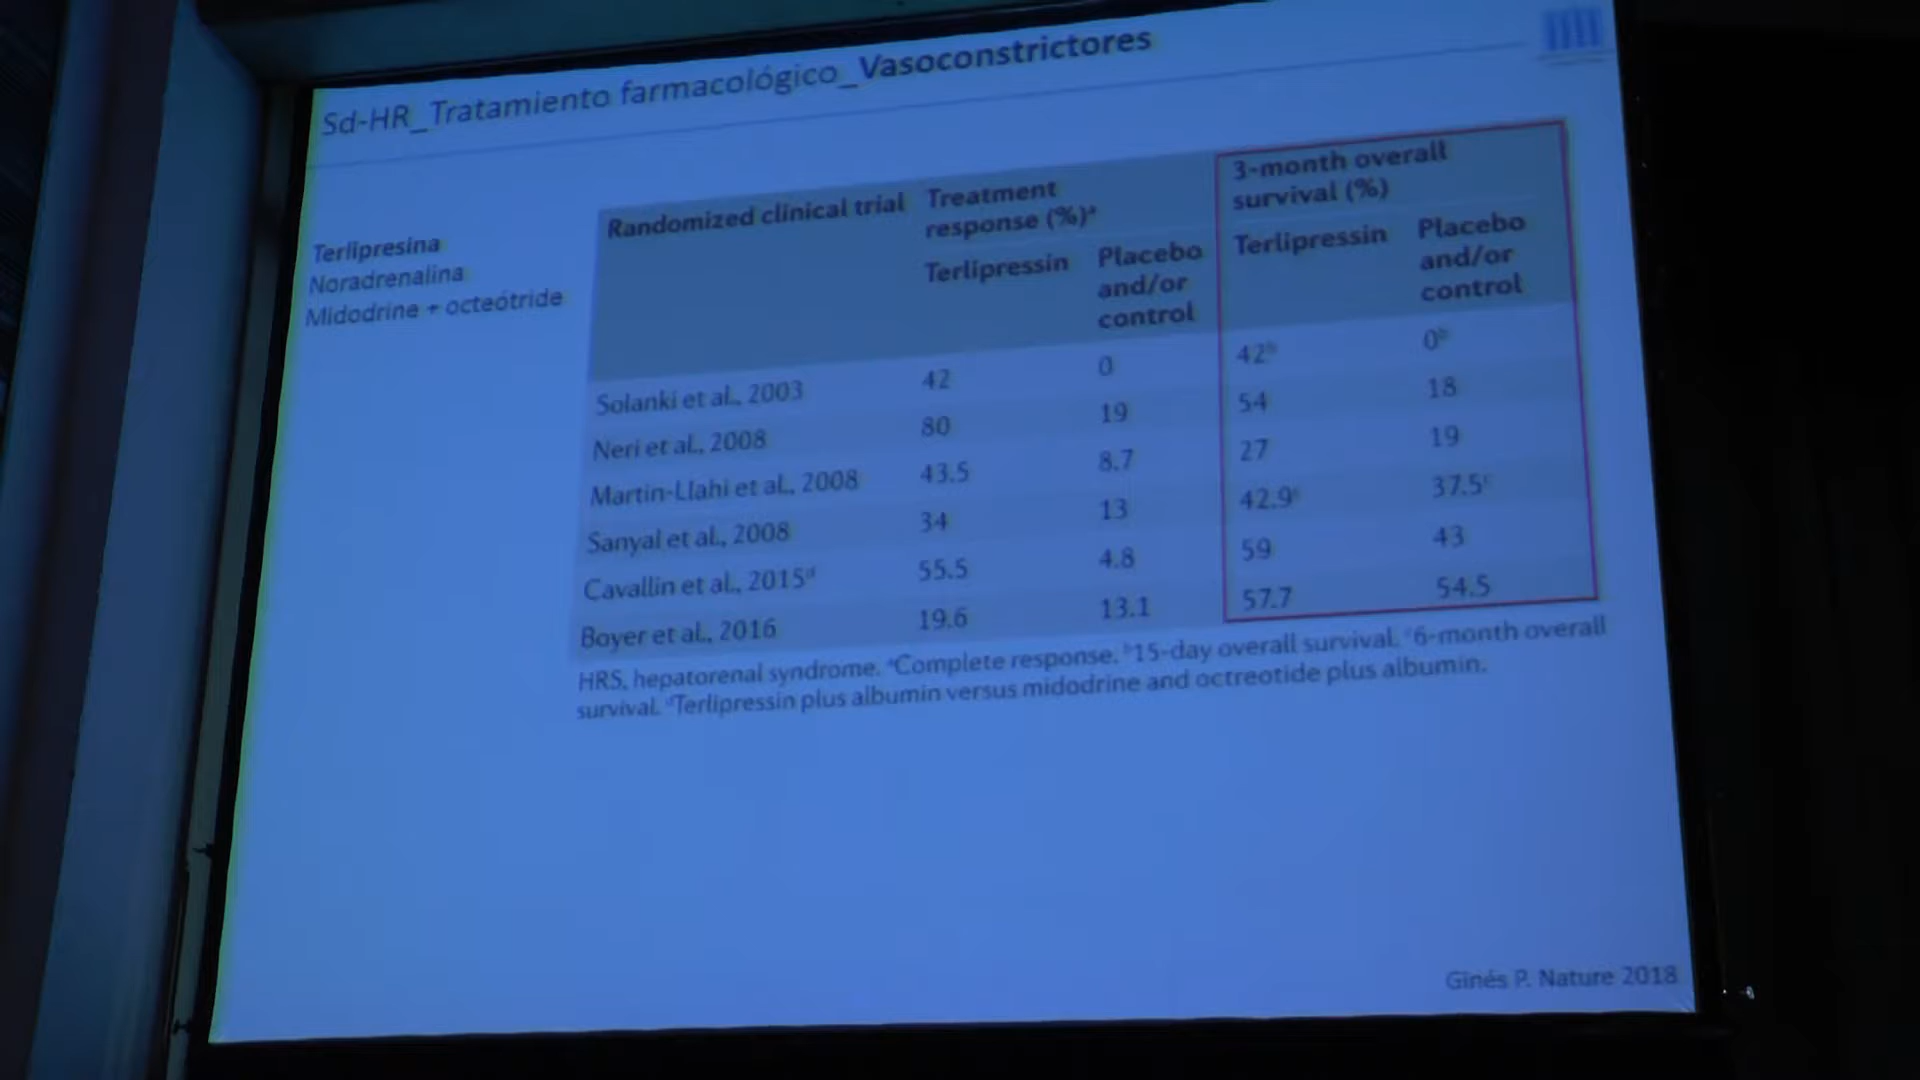 Sd-HR_Tratamiento farmacológico_Vasoconstrictores
Terlipresina
Noradrenalina
Midodrine + octeótride
Randomized clinical trial Treatment response (%)ᵃ 3-month overall survival (%)
Terlipressin Placebo and/or control Terlipressin Placebo and/or control
Solanki et al., 2003 42 0 42ᵇ 0ᵇ
Neri et al., 2008 80 19 54 18
Martin-Llahi et al., 2008 43.5 8.7 27 19
Sanyal et al., 2008 34 13 42.9ᶜ 37.5ᶜ
Cavallin et al., 2015ᵈ 55.5 4.8 59 43
Boyer et al., 2016 19.6 13.1 57.7 54.5
HRS, hepatorenal syndrome. ᵃComplete response. ᵇ15-day overall survival. ᶜ6-month overall
survival. ᵈTerlipressin plus albumin versus midodrine and octreotide plus albumin.
Ginés P. Nature 2018